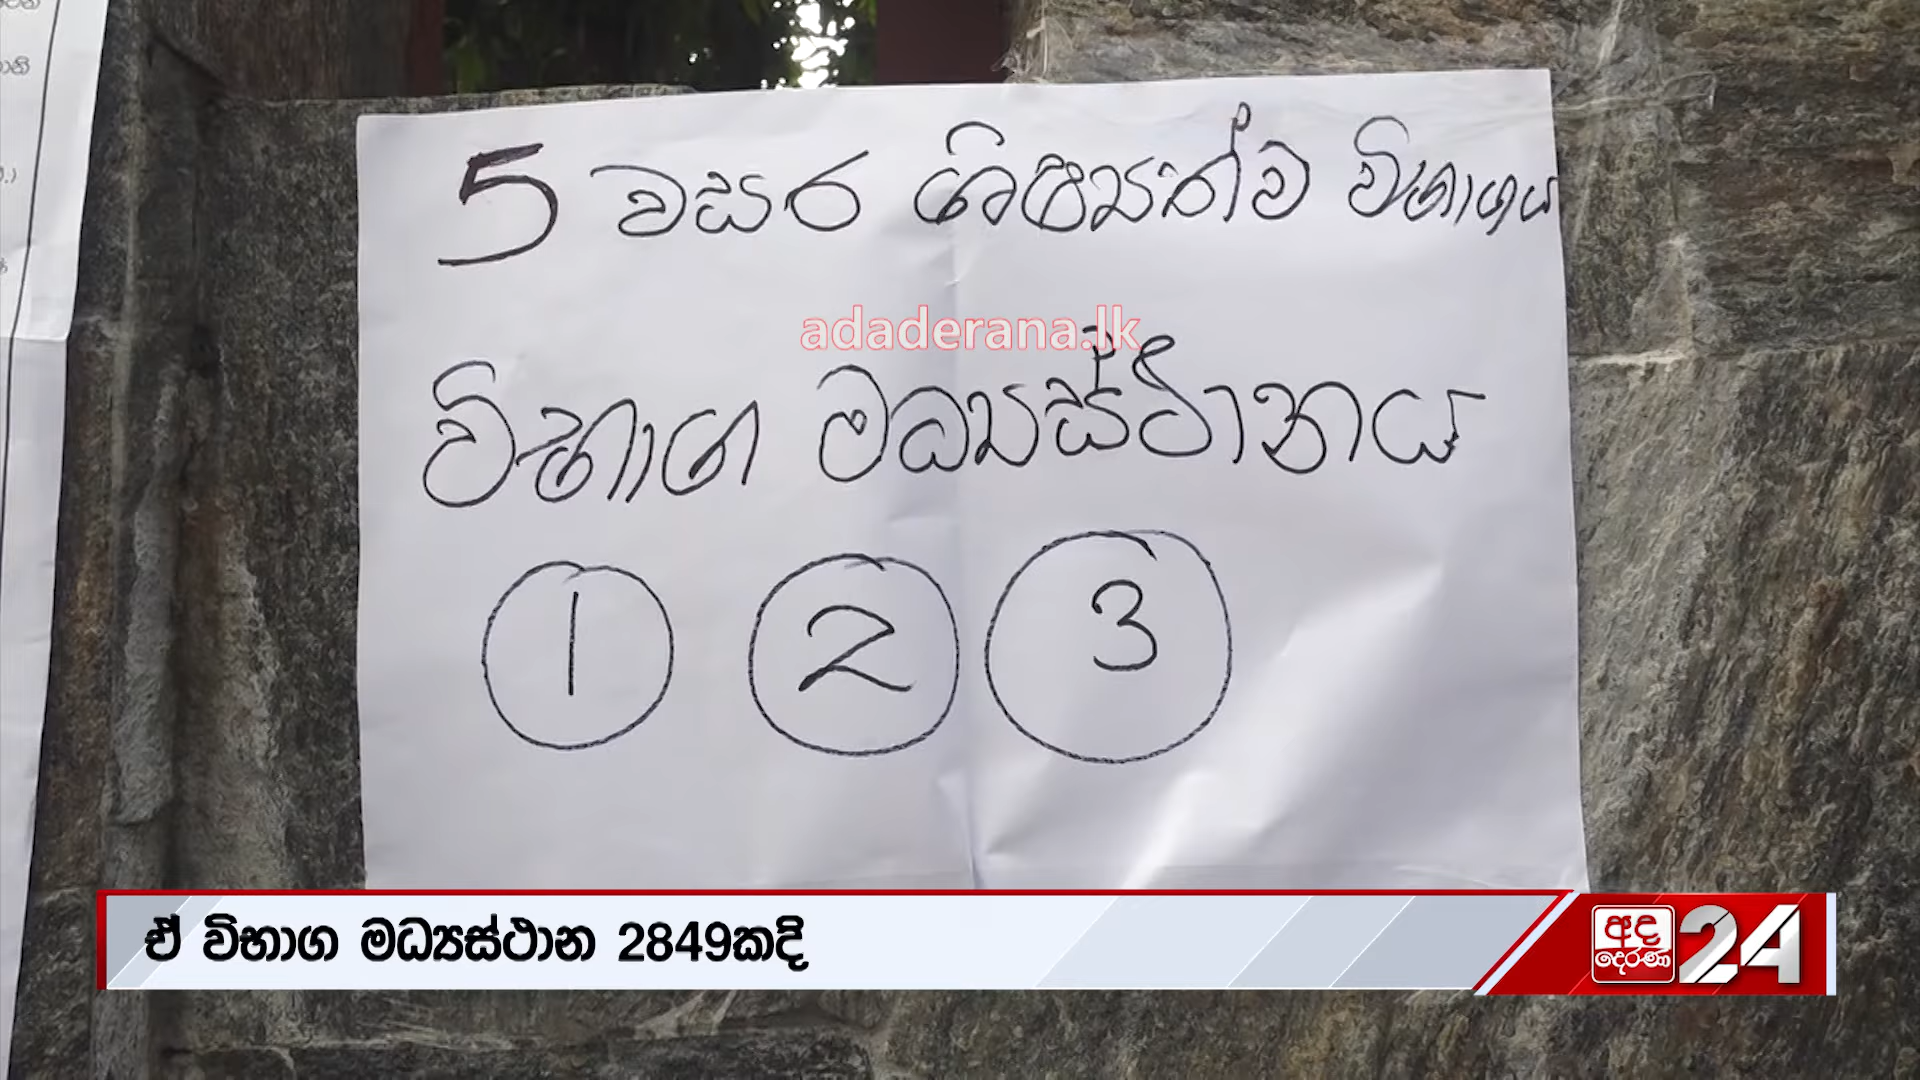 5 වසර ශිෂ්‍යත්ව විභාගය
adaderana.lk
විභාග මධ්‍යස්ථානය
1 2 3
ඒ විභාග මධ්‍යස්ථාන 2849කදි
අද දෙරණ 24